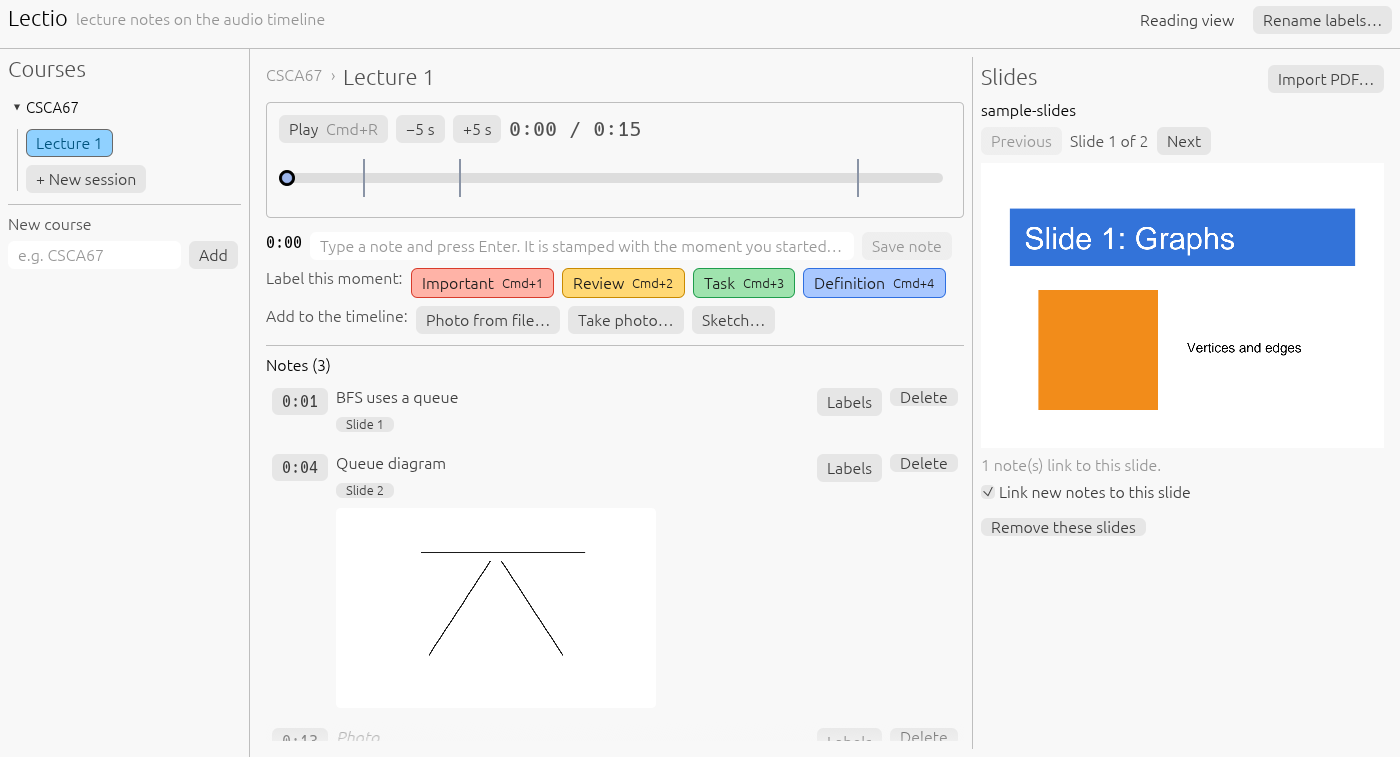 Lectio lecture notes on the audio timeline
Reading view Rename labels…
Courses
CSCA67
Lecture 1
+ New session
New course
e.g. CSCA67 Add
CSCA67 › Lecture 1
Play Cmd+R −5 s +5 s 0:00 / 0:15
0:00 Type a note and press Enter. It is stamped with the moment you started… Save note
Label this moment: Important Cmd+1 Review Cmd+2 Task Cmd+3 Definition Cmd+4
Add to the timeline: Photo from file… Take photo… Sketch…
Notes (3)
0:01 BFS uses a queue Labels Delete
Slide 1
0:04 Queue diagram Labels Delete
Slide 2
0:13 Photo Labels Delete
Slides Import PDF…
sample-slides
Previous Slide 1 of 2 Next
Slide 1: Graphs
Vertices and edges
1 note(s) link to this slide.
Link new notes to this slide
Remove these slides